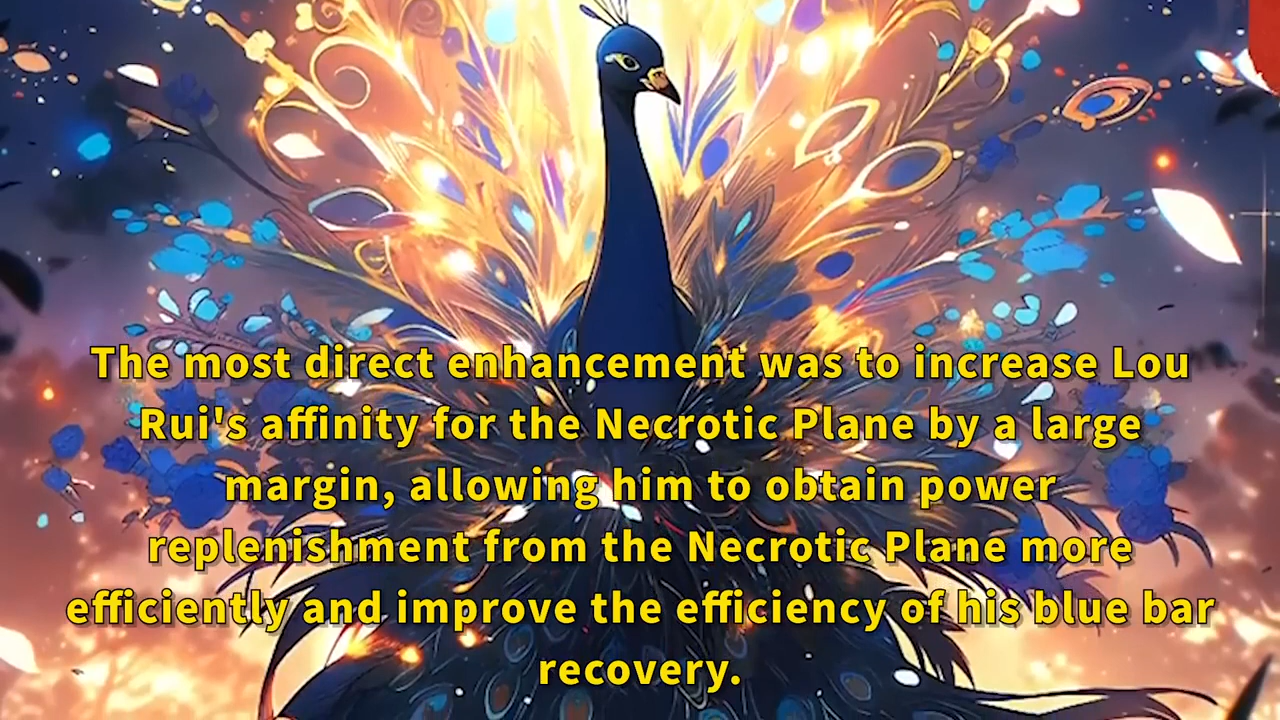 The most direct enhancement was to increase Lou
Rui's affinity for the Necrotic Plane by a large
margin, allowing him to obtain power
replenishment from the Necrotic Plane more
efficiently and improve the efficiency of his blue bar
recovery.